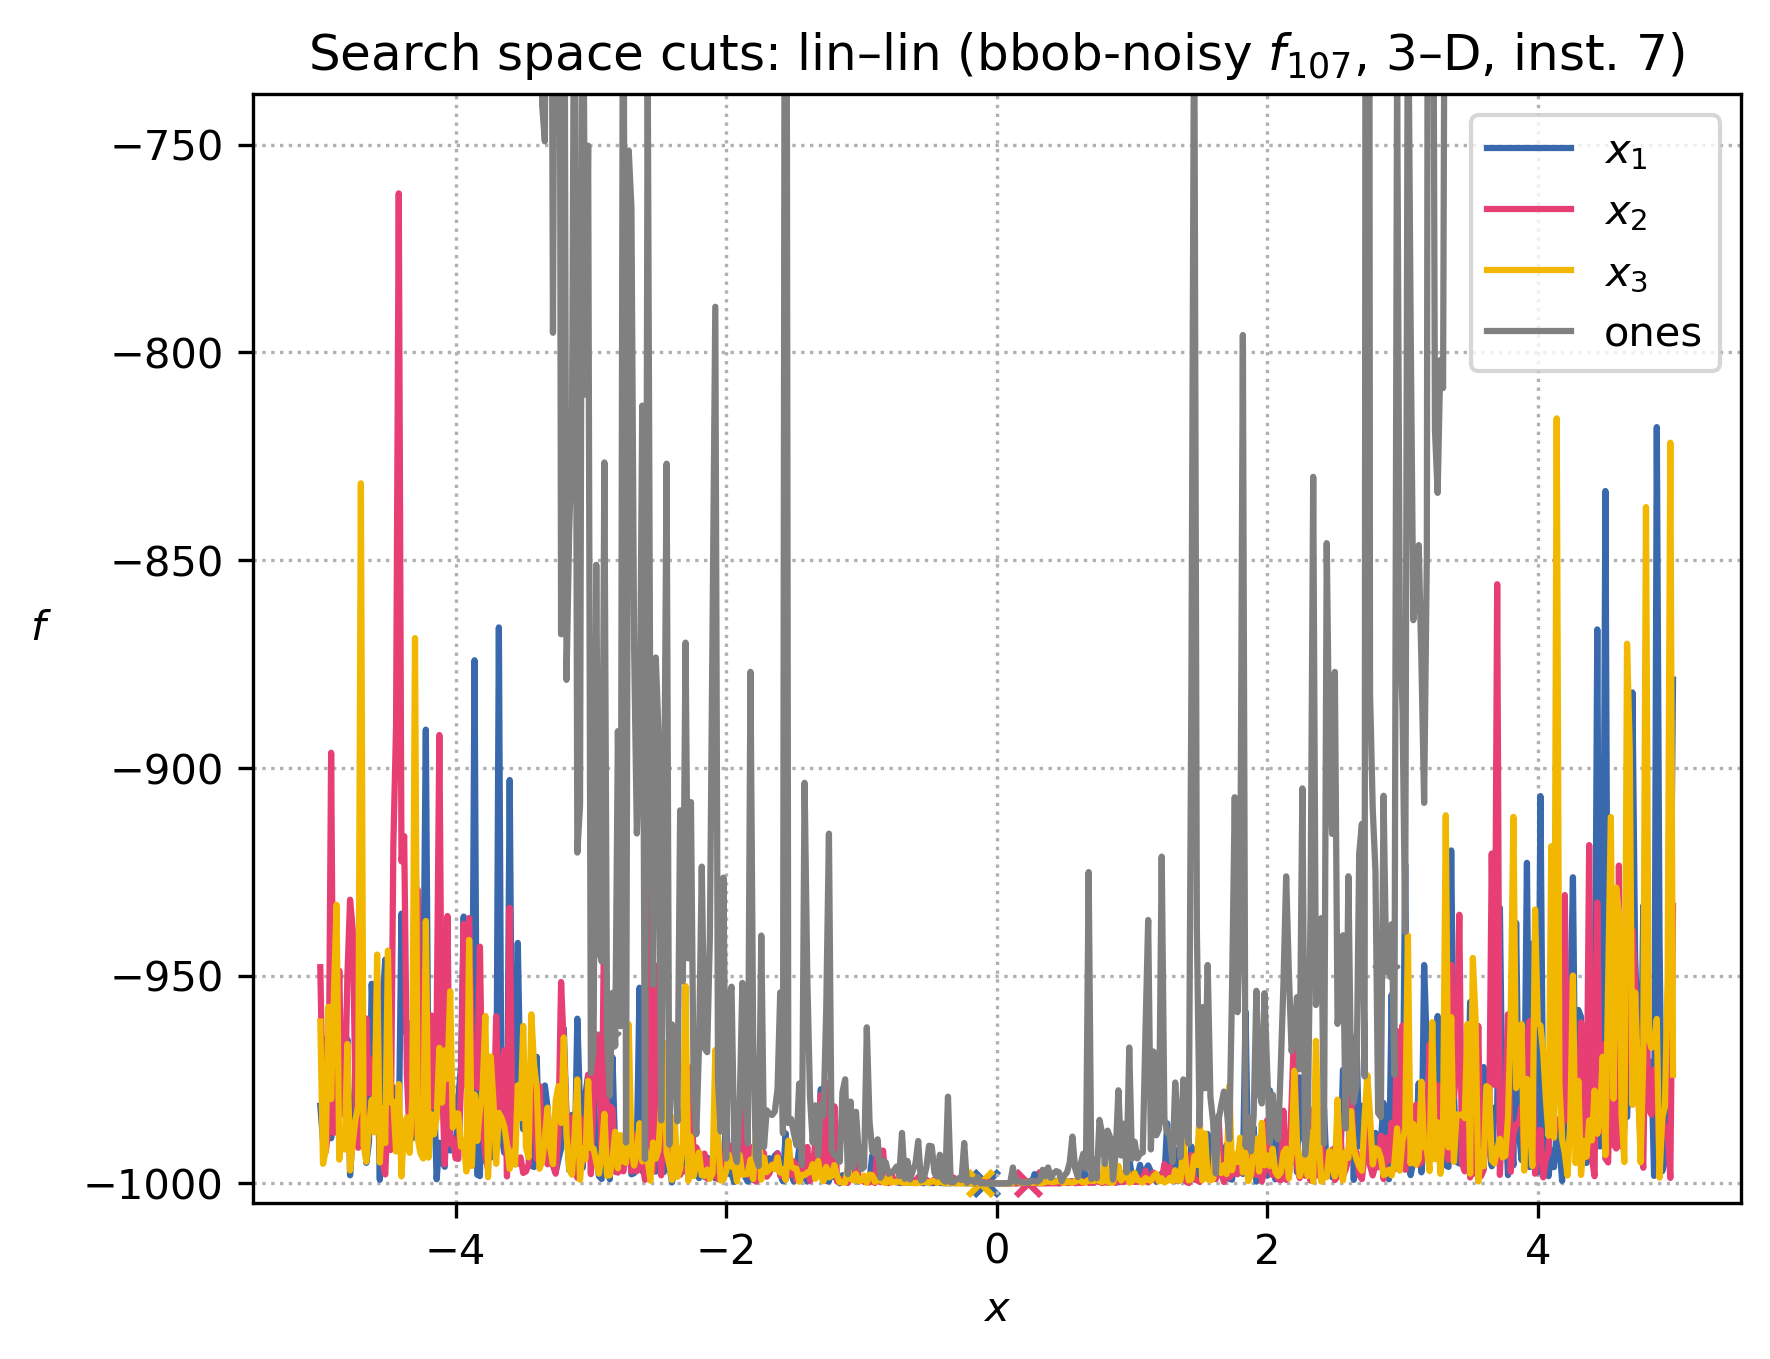 Search space cuts: lin–lin (bbob-noisy f₁₀₇, 3–D, inst. 7)
−750
−800
−850
−900
−950
−1000
f
−4
−2
0
2
4
x
x₁
x₂
x₃
ones